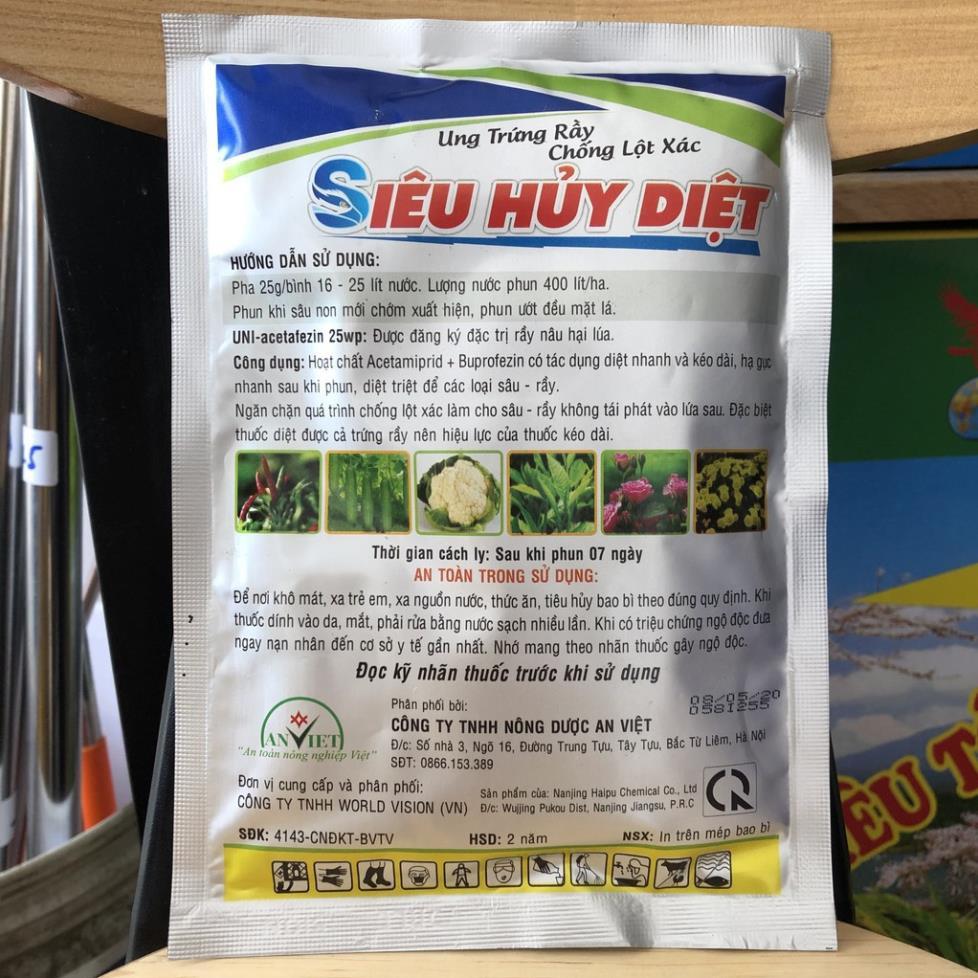 Ung Trứng Rầy
Chống Lột Xác
SIÊU HỦY DIỆT
HƯỚNG DẪN SỬ DỤNG:
Pha 25g/bình 16 - 25 lít nước. Lượng nước phun 400 lít/ha.
Phun khi sâu non mới chớm xuất hiện, phun ướt đều mặt lá.
UNI-acetafezin 25wp: Được đăng ký đặc trị rầy nâu hại lúa.
Công dụng: Hoạt chất Acetamiprid + Buprofezin có tác dụng diệt nhanh và kéo dài, hạ gục
nhanh sau khi phun, diệt triệt để các loại sâu - rầy.
Ngăn chặn quá trình chống lột xác làm cho sâu - rầy không tái phát vào lứa sau. Đặc biệt
thuốc diệt được cả trứng rầy nên hiệu lực của thuốc kéo dài.
Thời gian cách ly: Sau khi phun 07 ngày
AN TOÀN TRONG SỬ DỤNG:
Để nơi khô mát, xa trẻ em, xa nguồn nước, thức ăn, tiêu hủy bao bì theo đúng quy định. Khi
thuốc dính vào da, mắt, phải rửa bằng nước sạch nhiều lần. Khi có triệu chứng ngộ độc đưa
ngay nạn nhân đến cơ sở y tế gần nhất. Nhớ mang theo nhãn thuốc gây ngộ độc.
Đọc kỹ nhãn thuốc trước khi sử dụng
08/05/20
058I255
Phân phối bởi:
CÔNG TY TNHH NÔNG DƯỢC AN VIỆT
Đ/c: Số nhà 3, Ngõ 16, Đường Trung Tựu, Tây Tựu, Bắc Từ Liêm, Hà Nội
SĐT: 0866.153.389
AN VIET
"An toàn nông nghiệp Việt"
Đơn vị cung cấp và phân phối:
CÔNG TY TNHH WORLD VISION (VN)
Sản phẩm của: Nanjing Haipu Chemical Co., Ltd
Đ/c: Wujjing Pukou Dist, Nanjing Jiangsu, P.R.C
SĐK: 4143-CNĐKT-BVTV
HSD: 2 năm
NSX: In trên mép bao bì